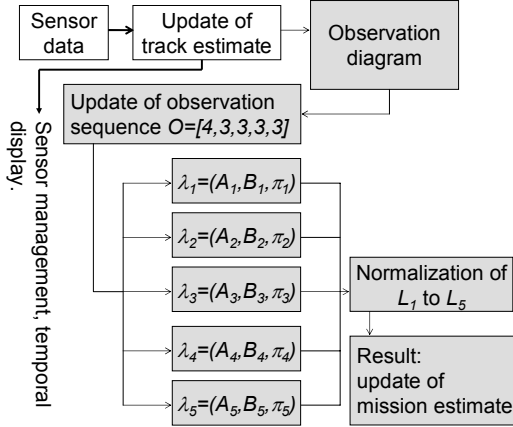 Sensor
data
Update of
track estimate
Observation
diagram
Update of observation
sequence O=[4,3,3,3,3]
Sensor management, temporal
display.
λ₁=(A₁,B₁,π₁)
λ₂=(A₂,B₂,π₂)
λ₃=(A₃,B₃,π₃)
λ₄=(A₄,B₄,π₄)
λ₅=(A₅,B₅,π₅)
Normalization of
L₁ to L₅
Result:
update of
mission estimate